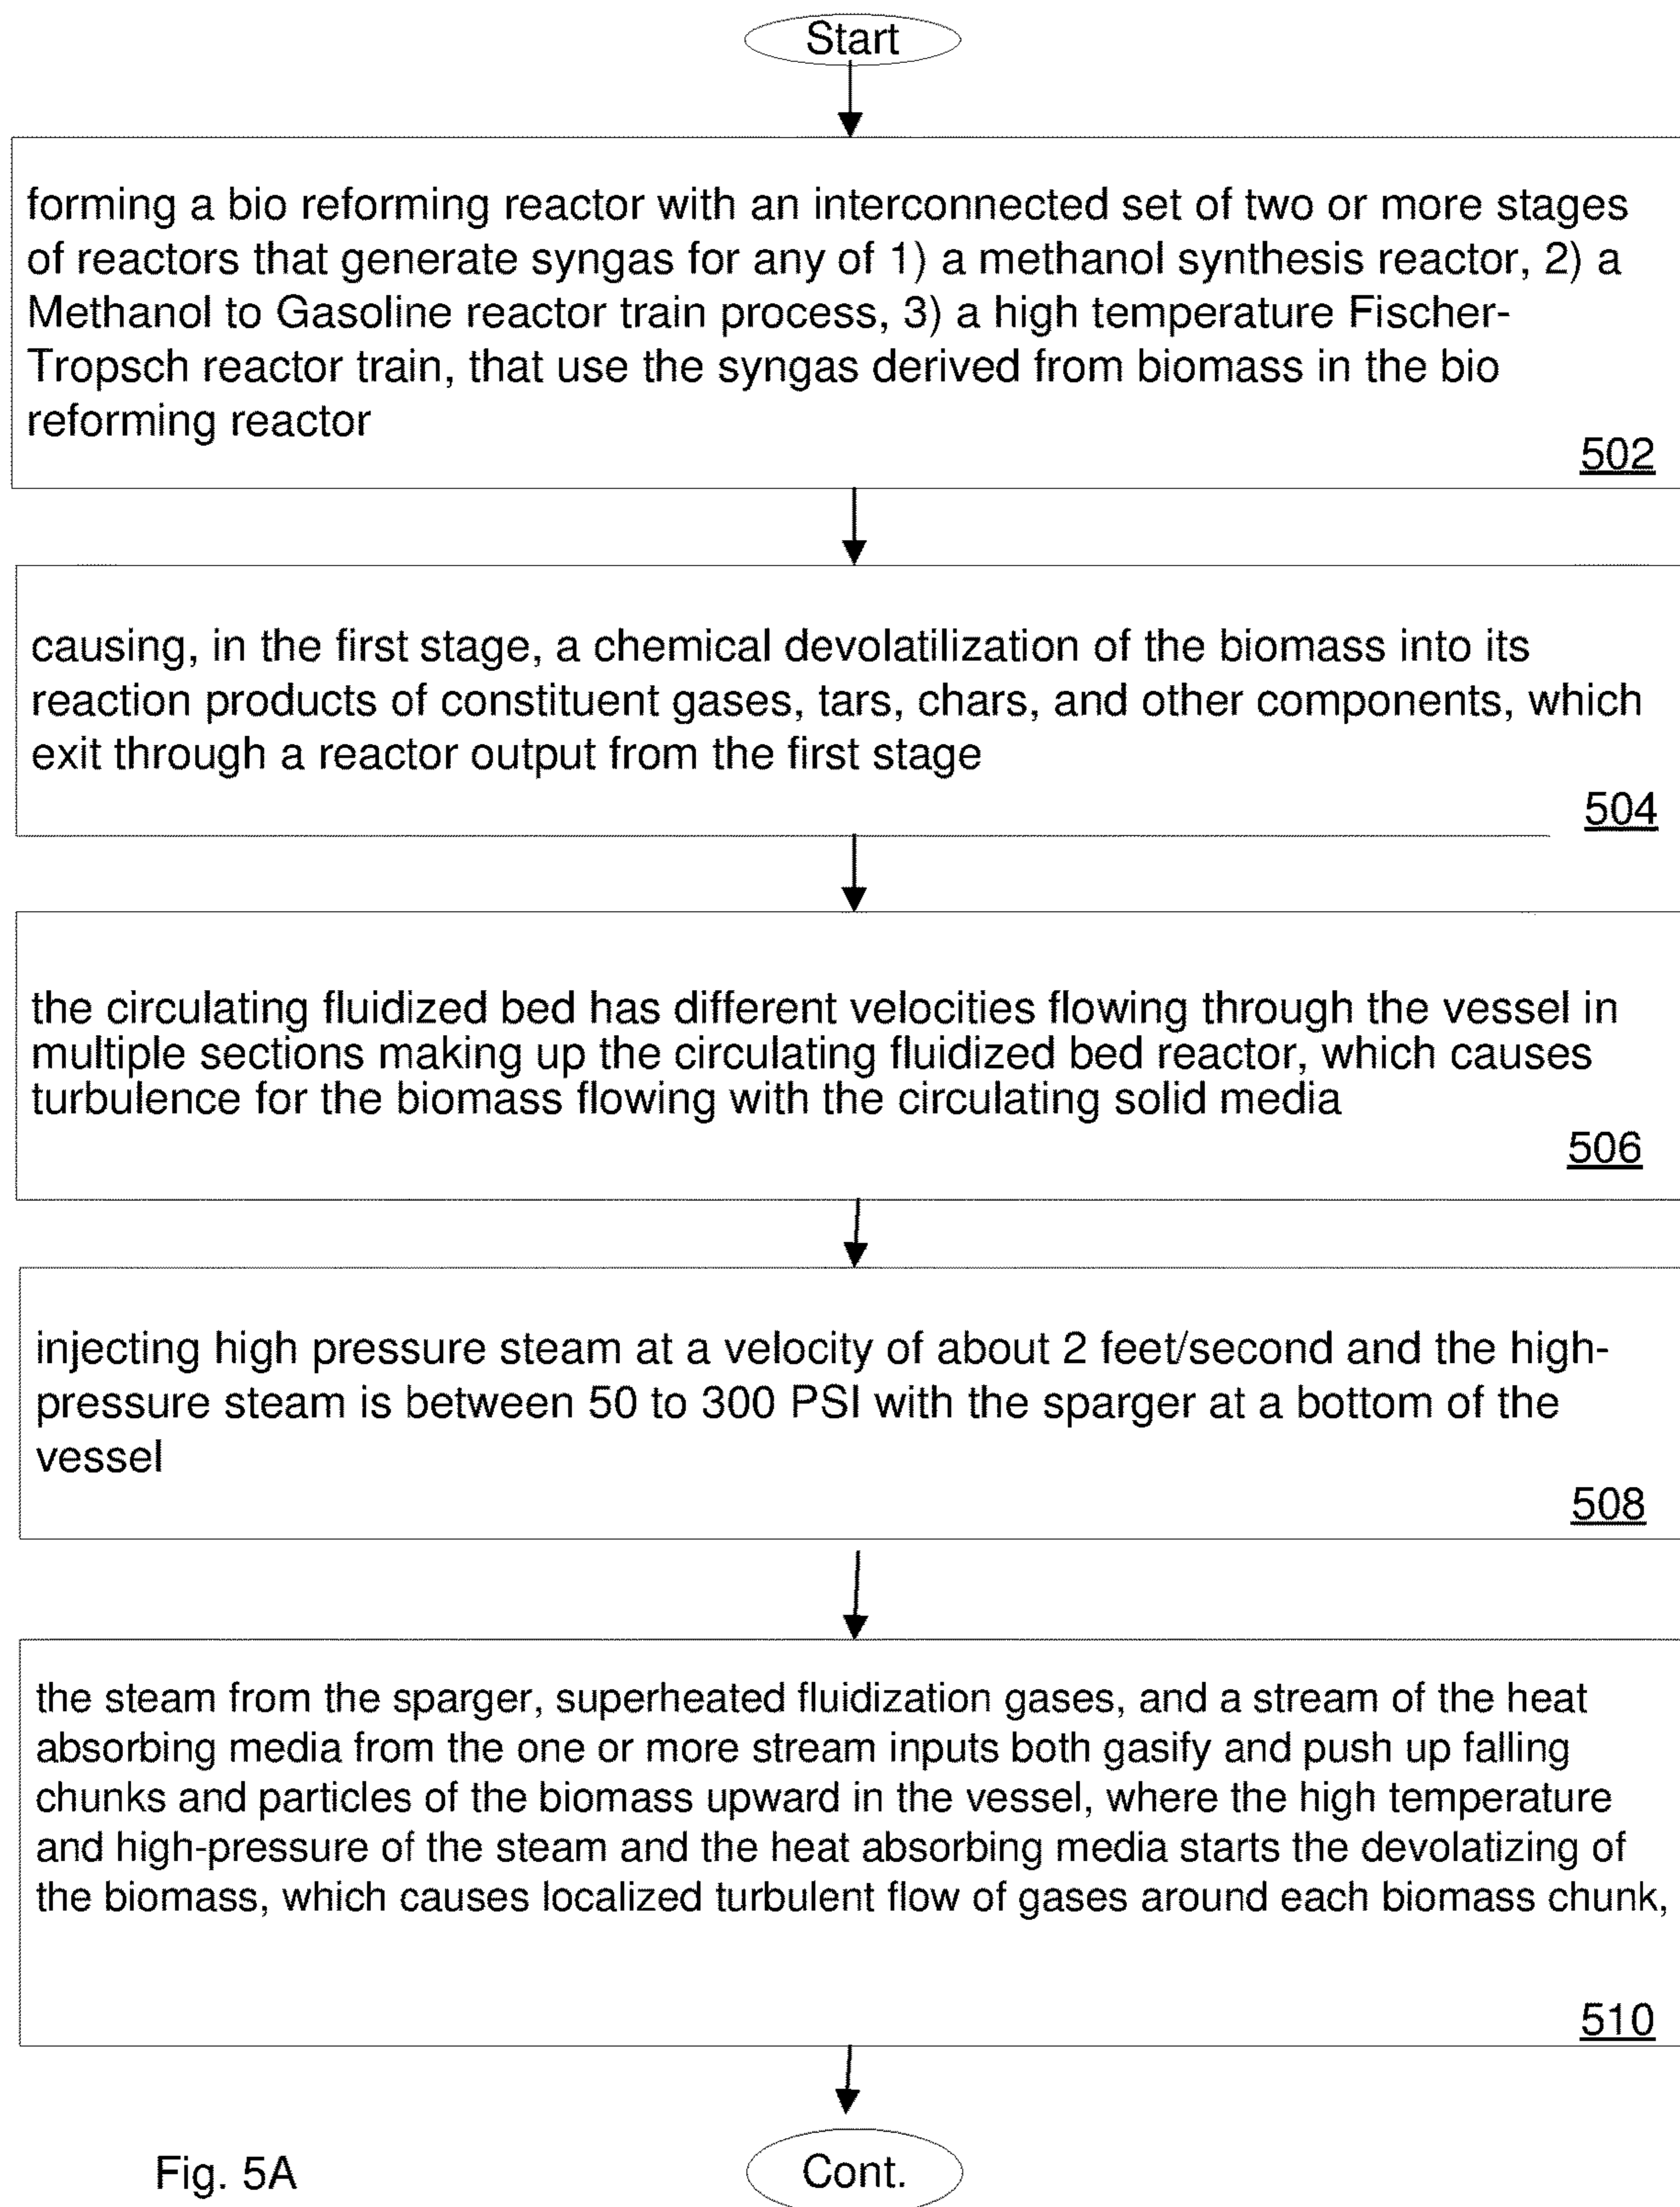 Start
forming a bio reforming reactor with an interconnected set of two or more stages
of reactors that generate syngas for any of 1) a methanol synthesis reactor, 2) a
Methanol to Gasoline reactor train process, 3) a high temperature Fischer-
Tropsch reactor train, that use the syngas derived from biomass in the bio
reforming reactor
502
causing, in the first stage, a chemical devolatilization of the biomass into its
reaction products of constituent gases, tars, chars, and other components, which
exit through a reactor output from the first stage
504
the circulating fluidized bed has different velocities flowing through the vessel in
multiple sections making up the circulating fluidized bed reactor, which causes
turbulence for the biomass flowing with the circulating solid media
506
injecting high pressure steam at a velocity of about 2 feet/second and the high-
pressure steam is between 50 to 300 PSI with the sparger at a bottom of the
vessel
508
the steam from the sparger, superheated fluidization gases, and a stream of the heat
absorbing media from the one or more stream inputs both gasify and push up falling
chunks and particles of the biomass upward in the vessel, where the high temperature
and high-pressure of the steam and the heat absorbing media starts the devolatizing of
the biomass, which causes localized turbulent flow of gases around each biomass chunk,
510
Cont.
Fig. 5A